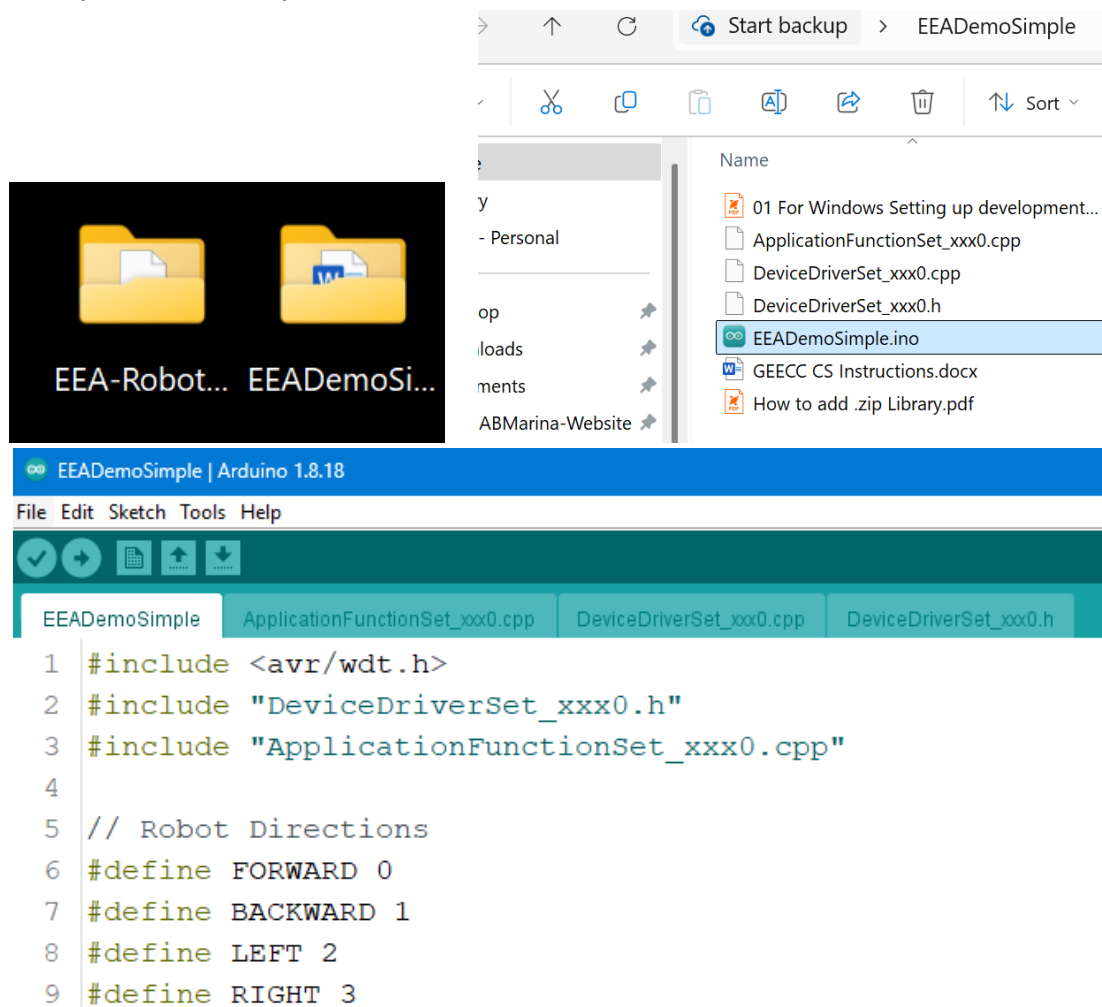 Start backup > EEADemoSimple
Sort
Name
01 For Windows Setting up development...
ApplicationFunctionSet_xxx0.cpp
- Personal
DeviceDriverSet_xxx0.cpp
DeviceDriverSet_xxx0.h
EEADemoSimple.ino
GEECC CS Instructions.docx
ABMarina-Website
How to add .zip Library.pdf
EEA-Robot... EEADemoSi...
EEADemoSimple | Arduino 1.8.18
File Edit Sketch Tools Help
EEADemoSimple ApplicationFunctionSet_xxx0.cpp DeviceDriverSet_xxx0.cpp DeviceDriverSet_xxx0.h
1 #include <avr/wdt.h>
2 #include "DeviceDriverSet_xxx0.h"
3 #include "ApplicationFunctionSet_xxx0.cpp"
4
5 // Robot Directions
6 #define FORWARD 0
7 #define BACKWARD 1
8 #define LEFT 2
9 #define RIGHT 3